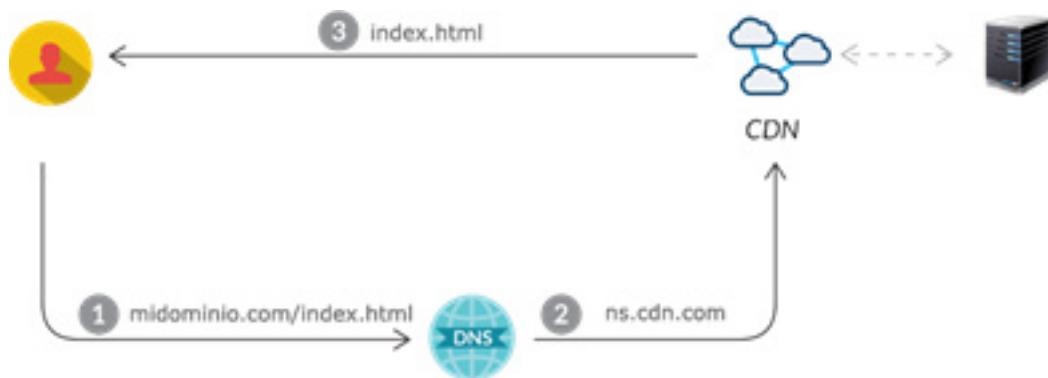 3 index.html
CDN
1 midominio.com/index.html
DNS
2 ns.cdn.com